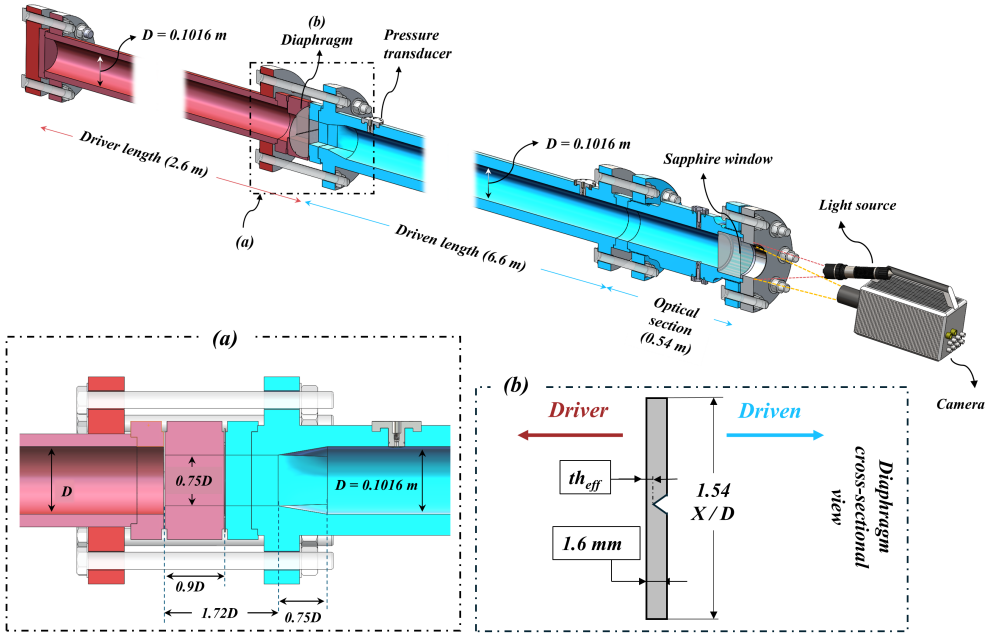 D = 0.1016 m
(b)
Diaphragm
Pressure
transducer
Driver length (2.6 m)
(a)
D = 0.1016 m
Sapphire window
Light source
Driven length (6.6 m)
Optical
section
(0.54 m)
Camera
(a)
D
0.75D
D = 0.1016 m
0.9D
1.72D
0.75D
(b)
Driver
Driven
th_eff
1.54
X / D
1.6 mm
Diaphragm
cross-sectional
view